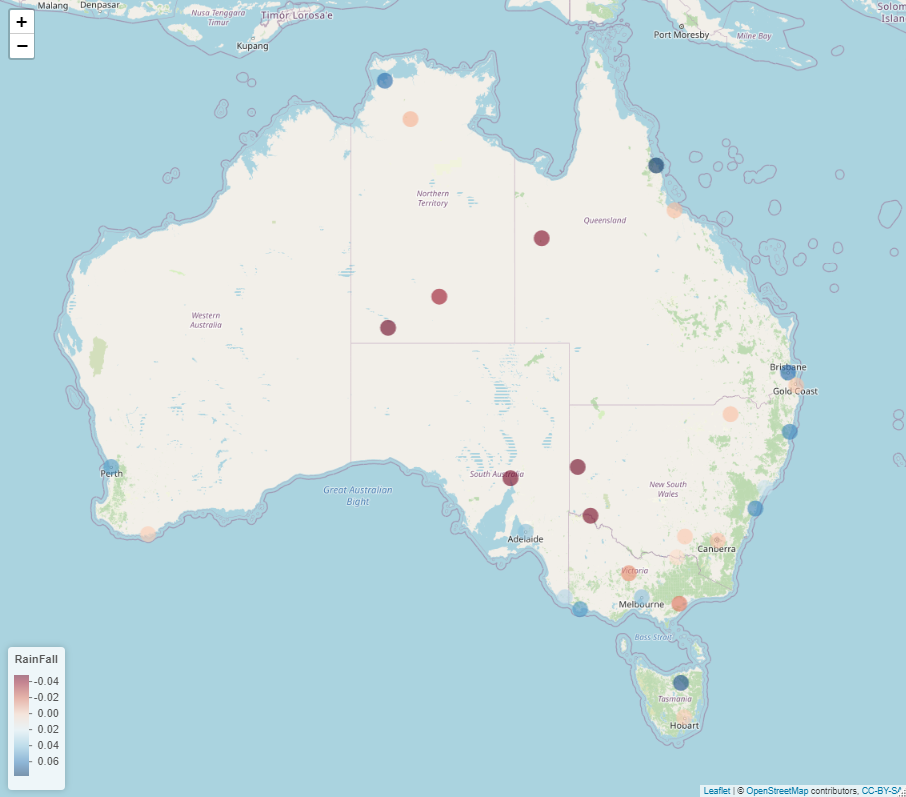 Malang
Denpasar
Nusa Tenggara
Timur
Timor Lorosa'e
Kupang
Port Moresby
Milne Bay
Solom
Islan
+
−
Northern
Territory
Queensland
Western
Australia
Brisbane
Gold Coast
Perth
South Australia
New South
Wales
Great Australian
Bight
Adelaide
Canberra
Victoria
Melbourne
Bass Strait
Tasmania
Hobart
RainFall
-0.04
-0.02
0.00
0.02
0.04
0.06
Leaflet | © OpenStreetMap contributors, CC-BY-SA